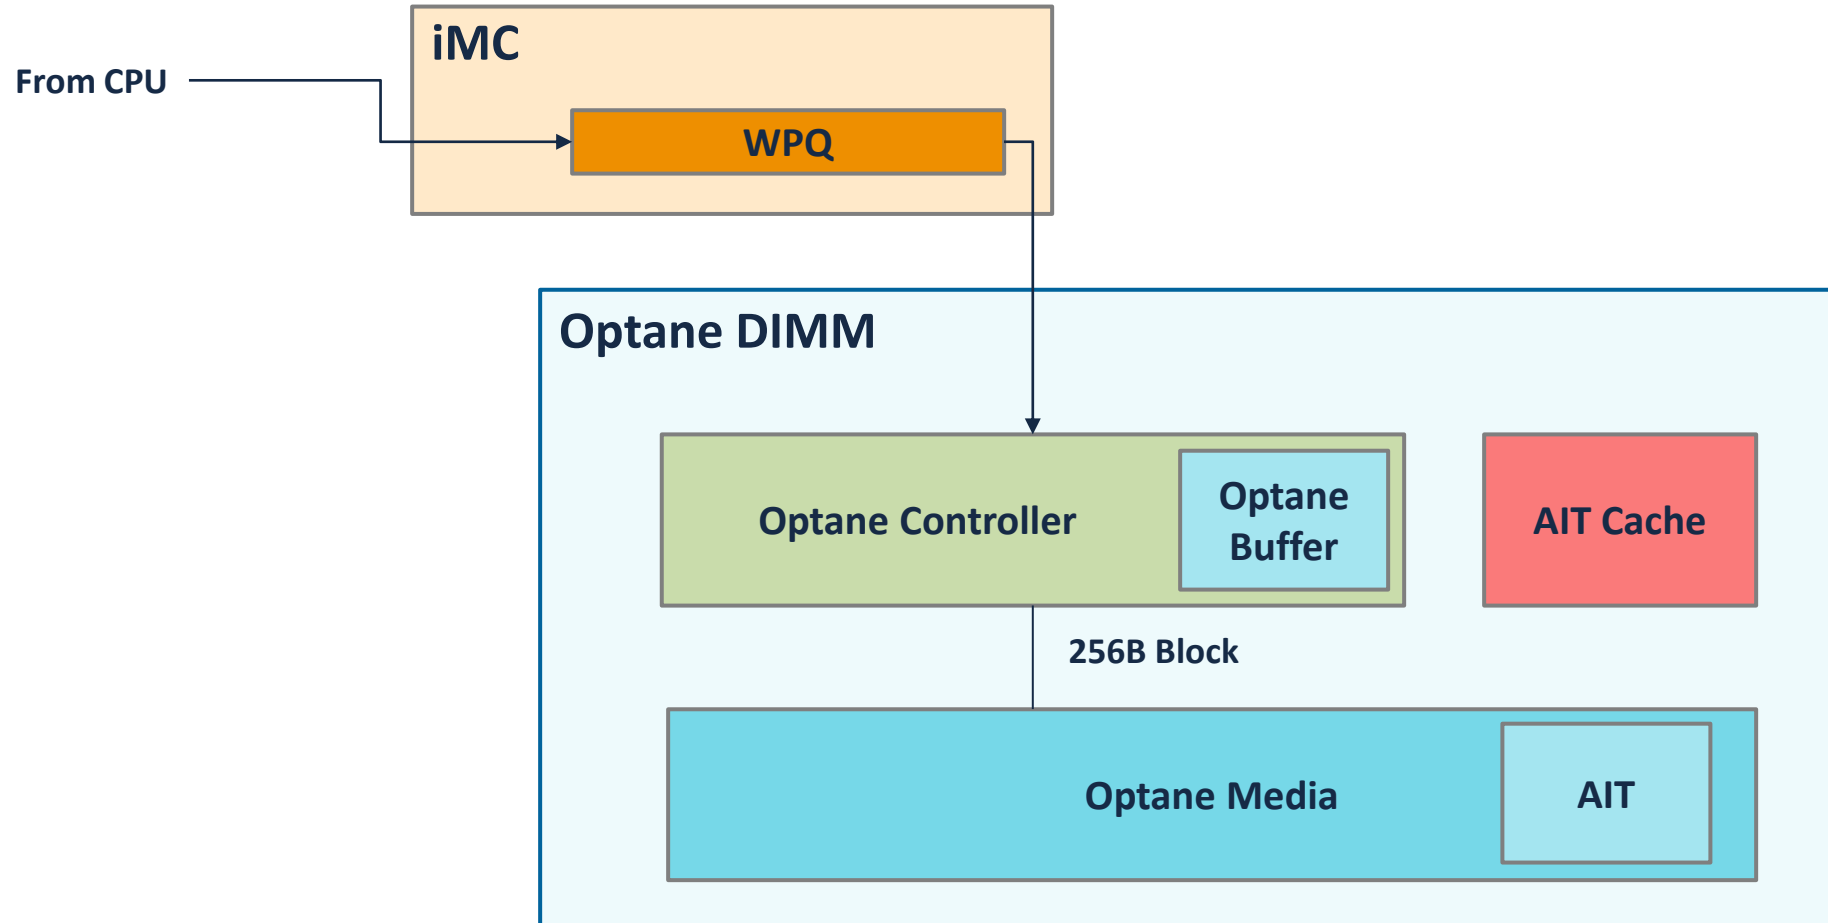 iMC
From CPU
WPQ
Optane DIMM
Optane Controller
Optane
Buffer
AIT Cache
256B Block
Optane Media
AIT